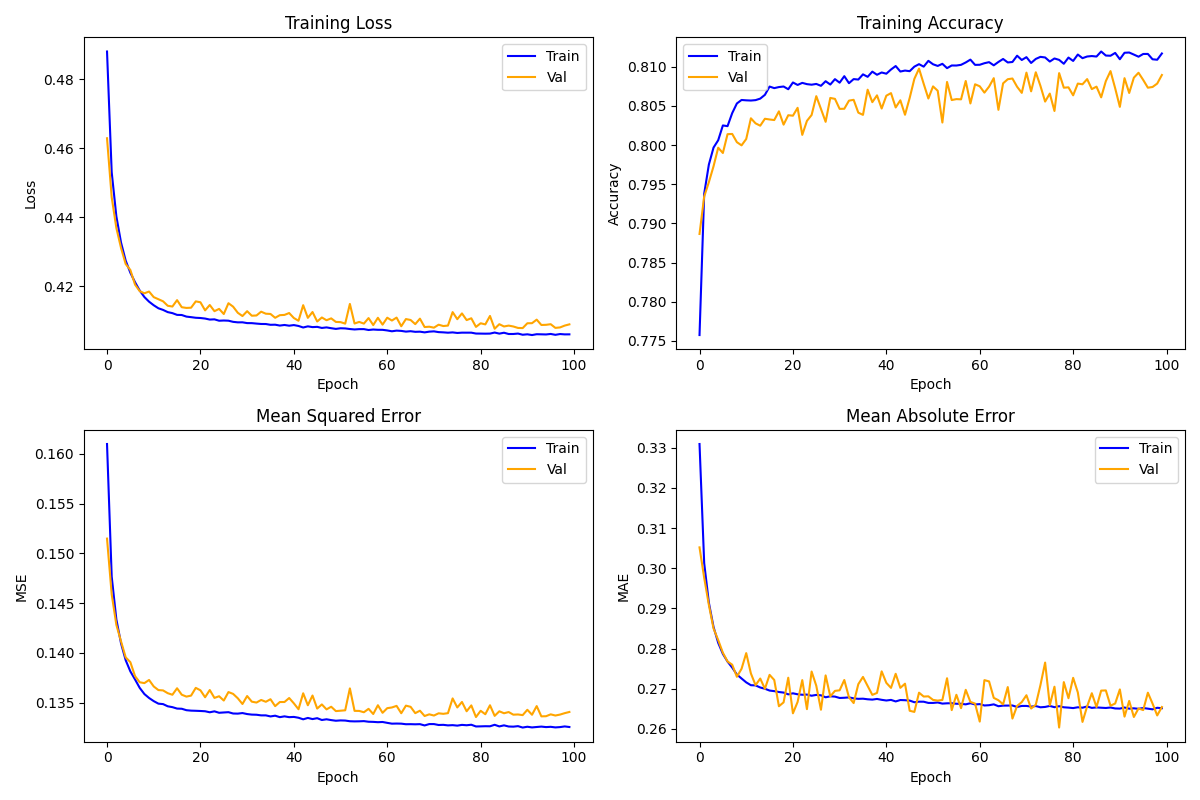 Training Loss
Loss
0.48
0.46
0.44
0.42
Train
Val
0 20 40 60 80 100
Epoch
Training Accuracy
Accuracy
0.810
0.805
0.800
0.795
0.790
0.785
0.780
0.775
Train
Val
0 20 40 60 80 100
Epoch
Mean Squared Error
MSE
0.160
0.155
0.150
0.145
0.140
0.135
Train
Val
0 20 40 60 80 100
Epoch
Mean Absolute Error
MAE
0.33
0.32
0.31
0.30
0.29
0.28
0.27
0.26
Train
Val
0 20 40 60 80 100
Epoch